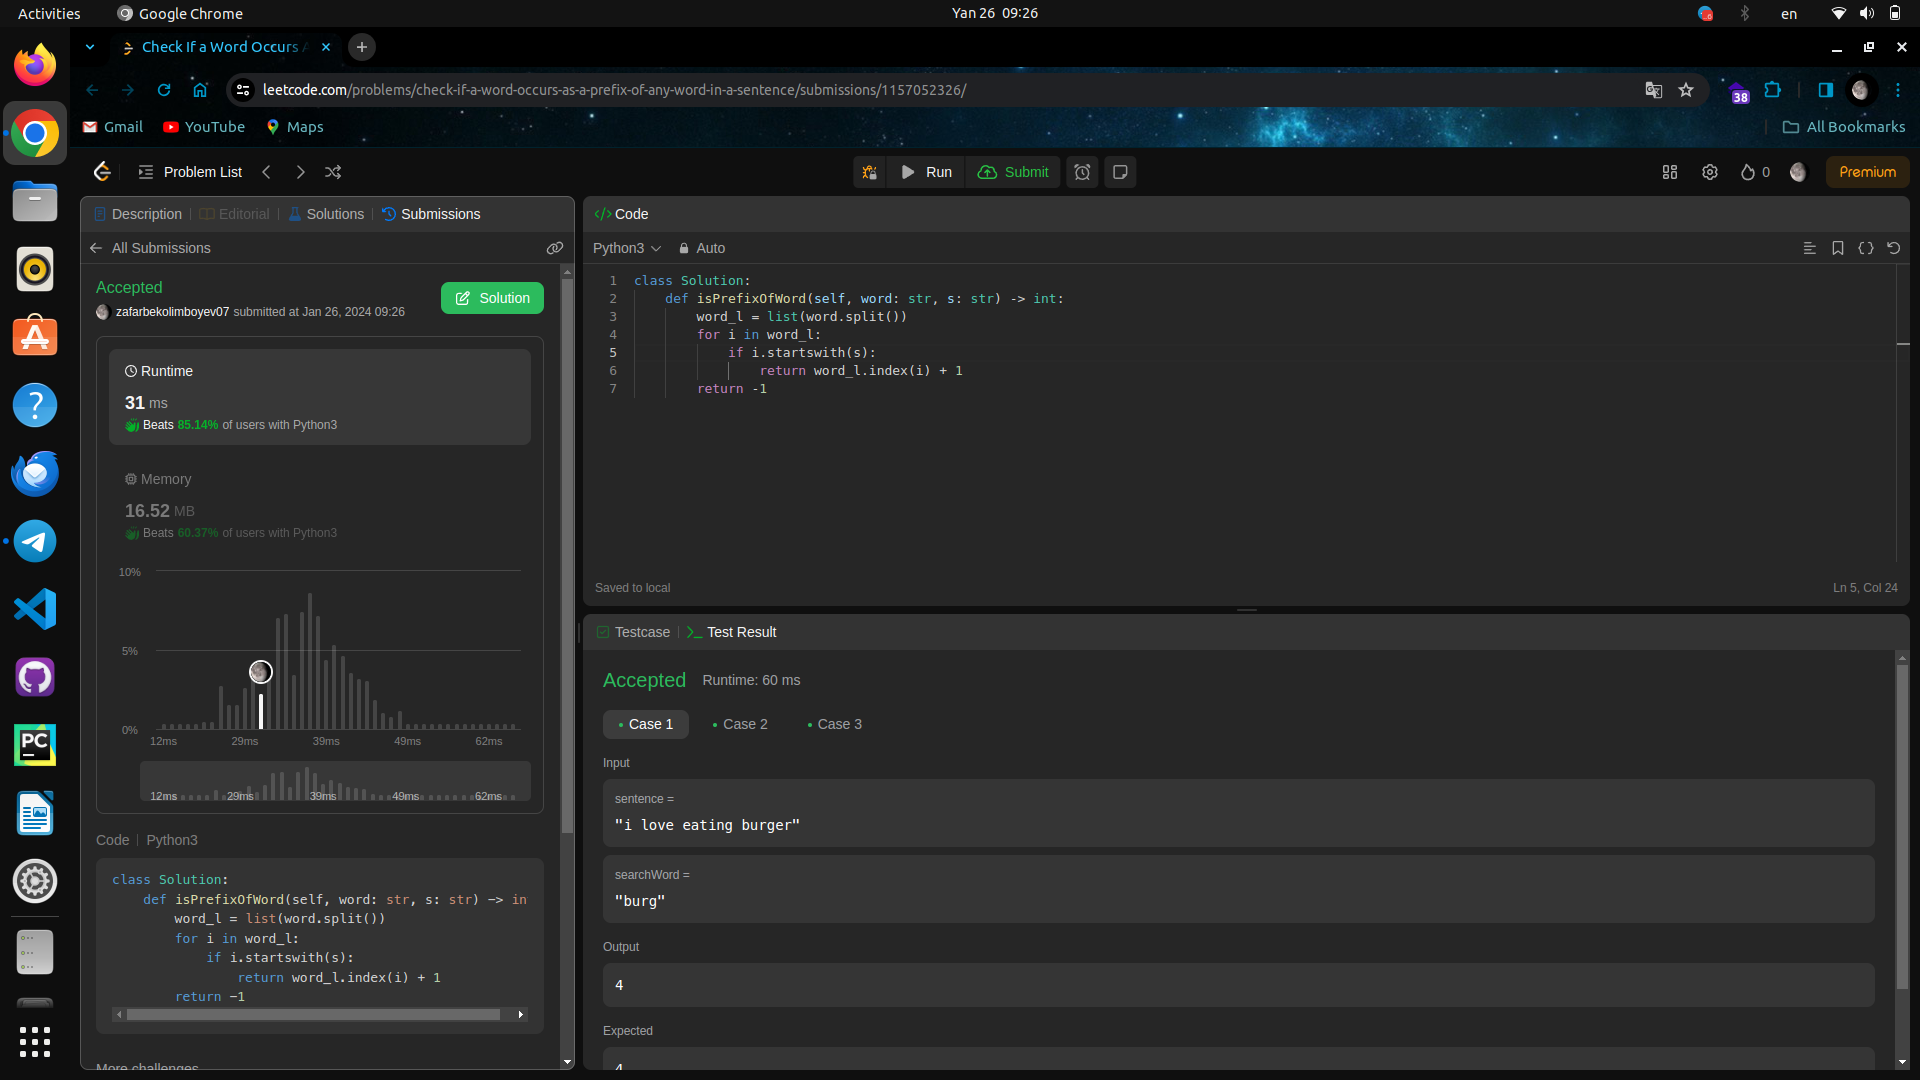 Activities
Google Chrome
Yan 26 09:26
en
Check If a Word Occurs A
leetcode.com/problems/check-if-a-word-occurs-as-a-prefix-of-any-word-in-a-sentence/submissions/1157052326/
38
Gmail
YouTube
Maps
All Bookmarks
Problem List
Run
Submit
0
Premium
Description
Editorial
Solutions
Submissions
All Submissions
Accepted
zafarbekolimboyev07 submitted at Jan 26, 2024 09:26
Solution
Runtime
31 ms
Beats 85.14% of users with Python3
Memory
16.52 MB
Beats 60.37% of users with Python3
10%
5%
0%
12ms 29ms 39ms 49ms 62ms
12ms 29ms 39ms 49ms 62ms
Code | Python3
class Solution:
    def isPrefixOfWord(self, word: str, s: str) -> in
        word_l = list(word.split())
        for i in word_l:
            if i.startswith(s):
                return word_l.index(i) + 1
        return -1
More challenges
</> Code
Python3
Auto
1 class Solution:
2     def isPrefixOfWord(self, word: str, s: str) -> int:
3         word_l = list(word.split())
4         for i in word_l:
5             if i.startswith(s):
6                 return word_l.index(i) + 1
7         return -1
Saved to local
Ln 5, Col 24
Testcase
Test Result
Accepted
Runtime: 60 ms
Case 1
Case 2
Case 3
Input
sentence =
"i love eating burger"
searchWord =
"burg"
Output
4
Expected
4
PC